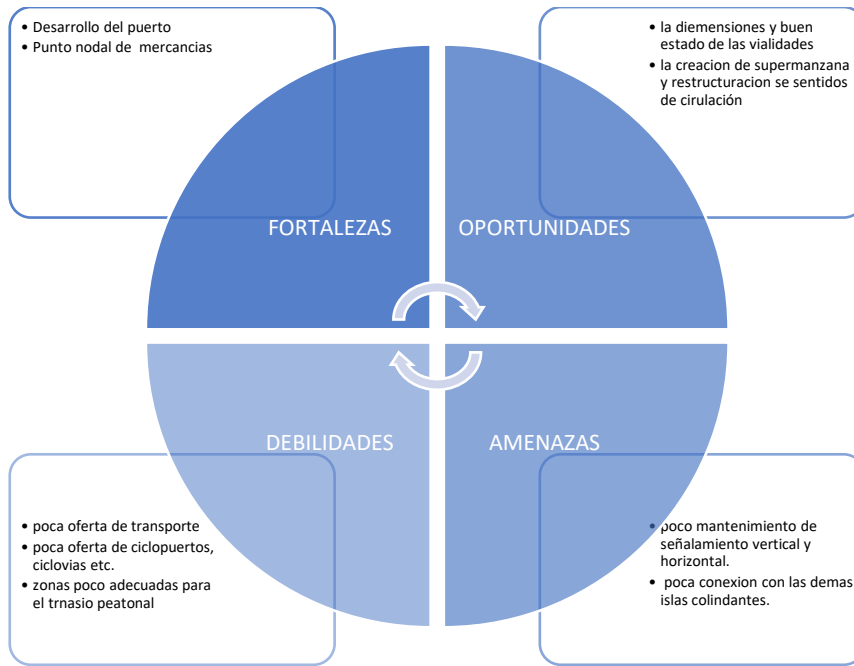 • Desarrollo del puerto
• Punto nodal de mercancias
• la diemensiones y buen
estado de las vialidades
• la creacion de supermanzana
y restructuracion se sentidos
de cirulación
FORTALEZAS
OPORTUNIDADES
DEBILIDADES
AMENAZAS
• poca oferta de transporte
• poca oferta de ciclopuertos,
ciclovias etc.
• zonas poco adecuadas para
el trnasio peatonal
• poco mantenimiento de
señalamiento vertical y
horizontal.
• poca conexion con las demas
islas colindantes.